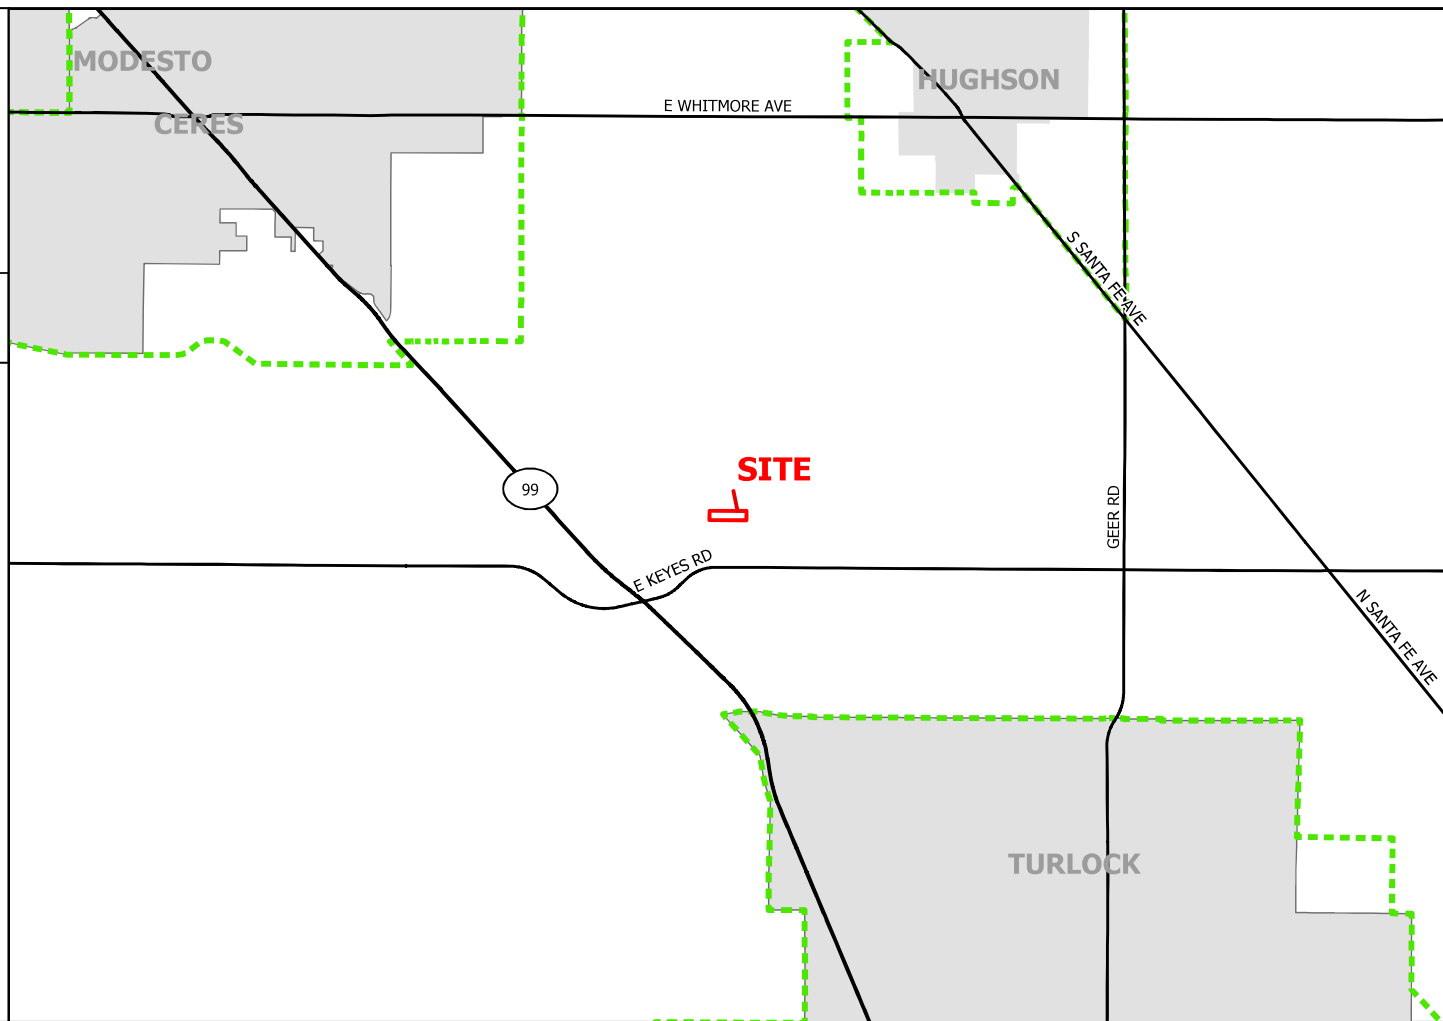 MODESTO
HUGHSON
E WHITMORE AVE
CERES
S SANTA FE AVE
SITE
99
GEER RD
E KEYES RD
N SANTA FE AVE
TURLOCK